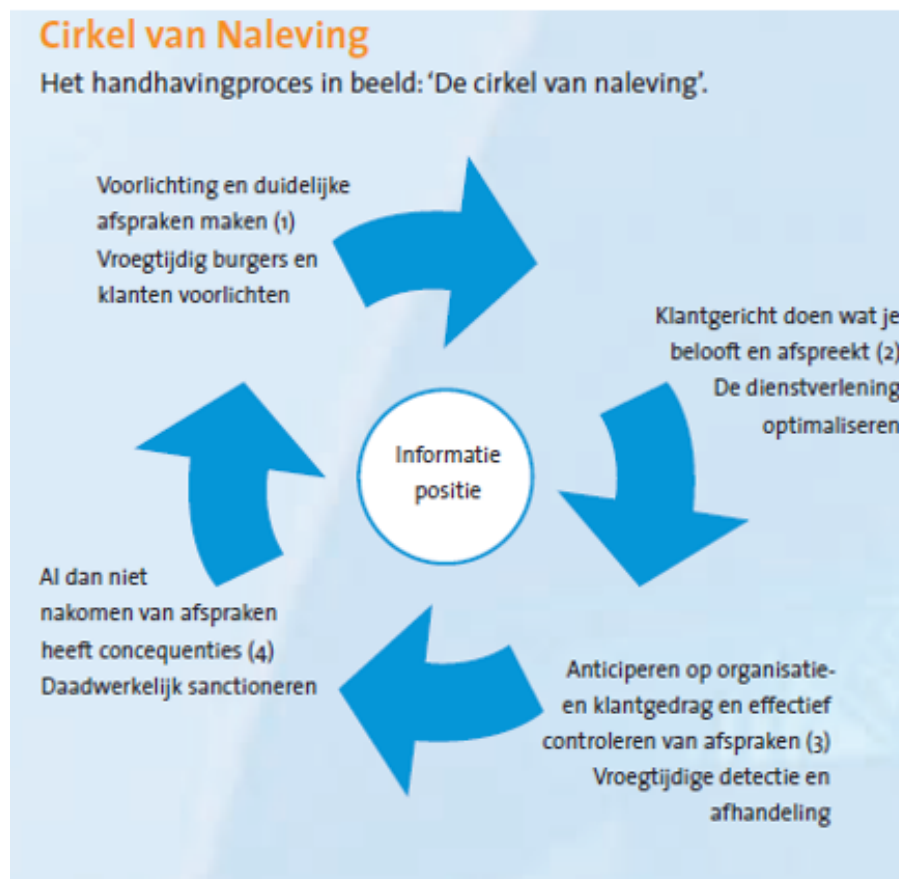 Cirkel van Naleving
Het handhavingproces in beeld: ‘De cirkel van naleving’.
Voorlichting en duidelijke
afspraken maken (1)
Vroegtijdig burgers en
klanten voorlichten
Klantgericht doen wat je
belooft en afspreekt (2)
De dienstverlening
optimaliseren
Informatie
positie
Al dan niet
nakomen van afspraken
heeft concequenties (4)
Daadwerkelijk sanctioneren
Anticiperen op organisatie-
en klantgedrag en effectief
controleren van afspraken (3)
Vroegtijdige detectie en
afhandeling